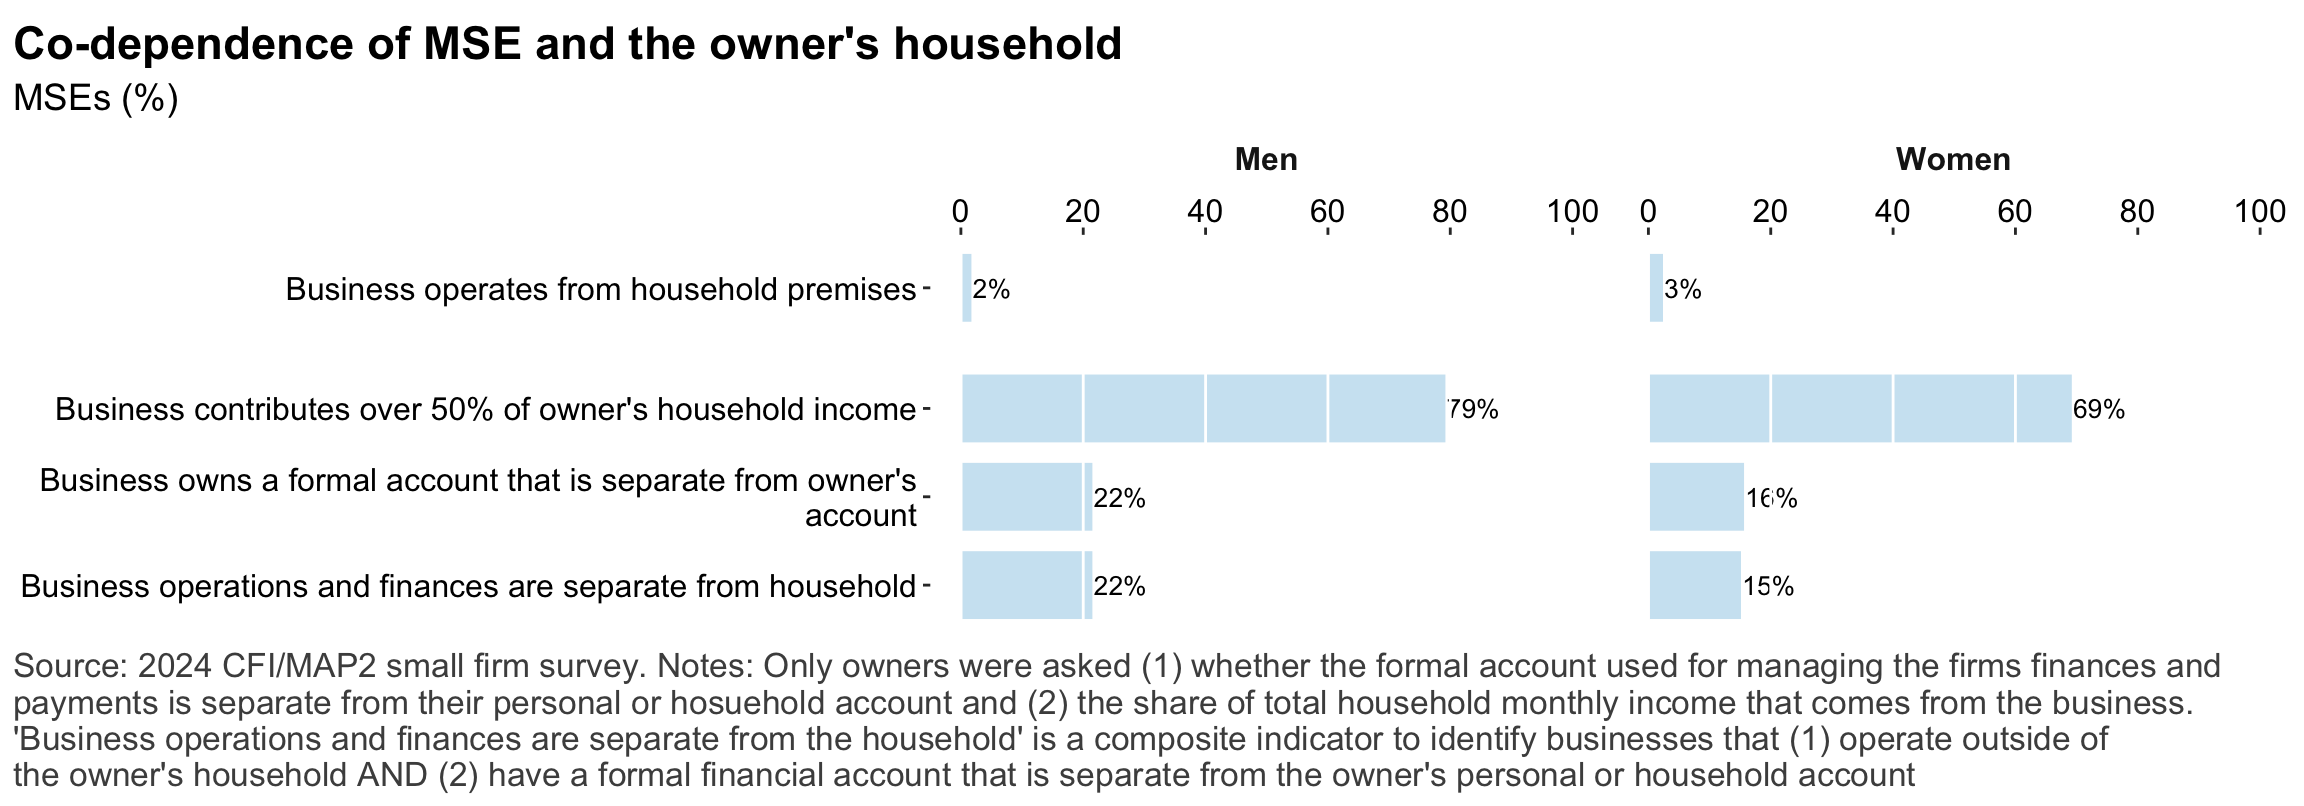 Co-dependence of MSE and the owner's household
MSEs (%)
Men
Women
0 20 40 60 80 100
0 20 40 60 80 100
Business operates from household premises
2%
3%
Business contributes over 50% of owner's household income
79%
69%
Business owns a formal account that is separate from owner's
account
22%
16%
Business operations and finances are separate from household
22%
15%
Source: 2024 CFI/MAP2 small firm survey. Notes: Only owners were asked (1) whether the formal account used for managing the firms finances and
payments is separate from their personal or hosuehold account and (2) the share of total household monthly income that comes from the business.
'Business operations and finances are separate from the household' is a composite indicator to identify businesses that (1) operate outside of
the owner's household AND (2) have a formal financial account that is separate from the owner's personal or household account